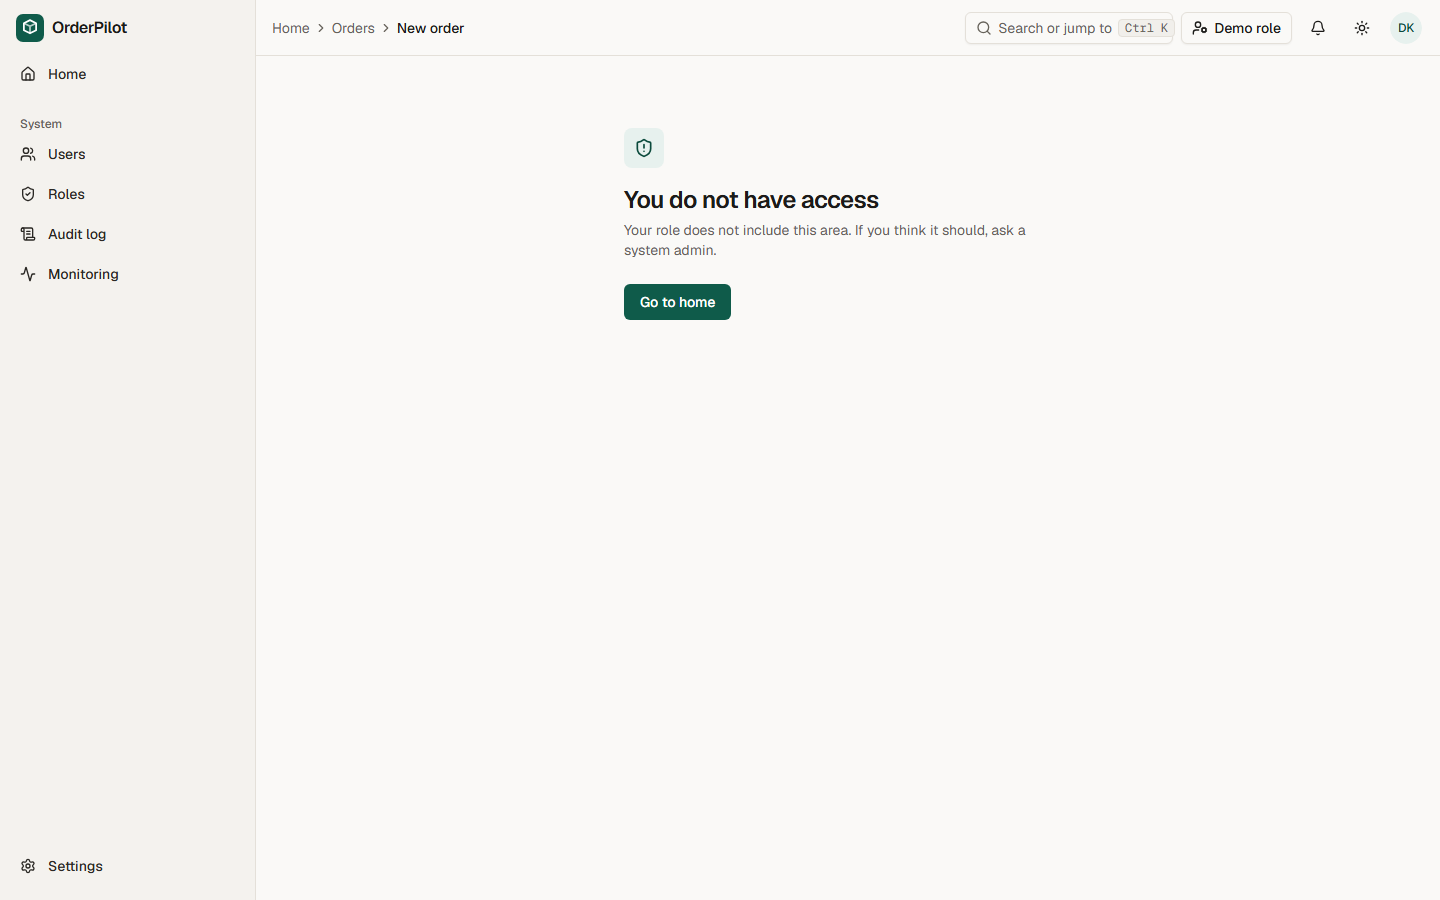 OrderPilot
Home
System
Users
Roles
Audit log
Monitoring
Settings
Home > Orders > New order
Search or jump to Ctrl K
Demo role
DK
You do not have access
Your role does not include this area. If you think it should, ask a
system admin.
Go to home